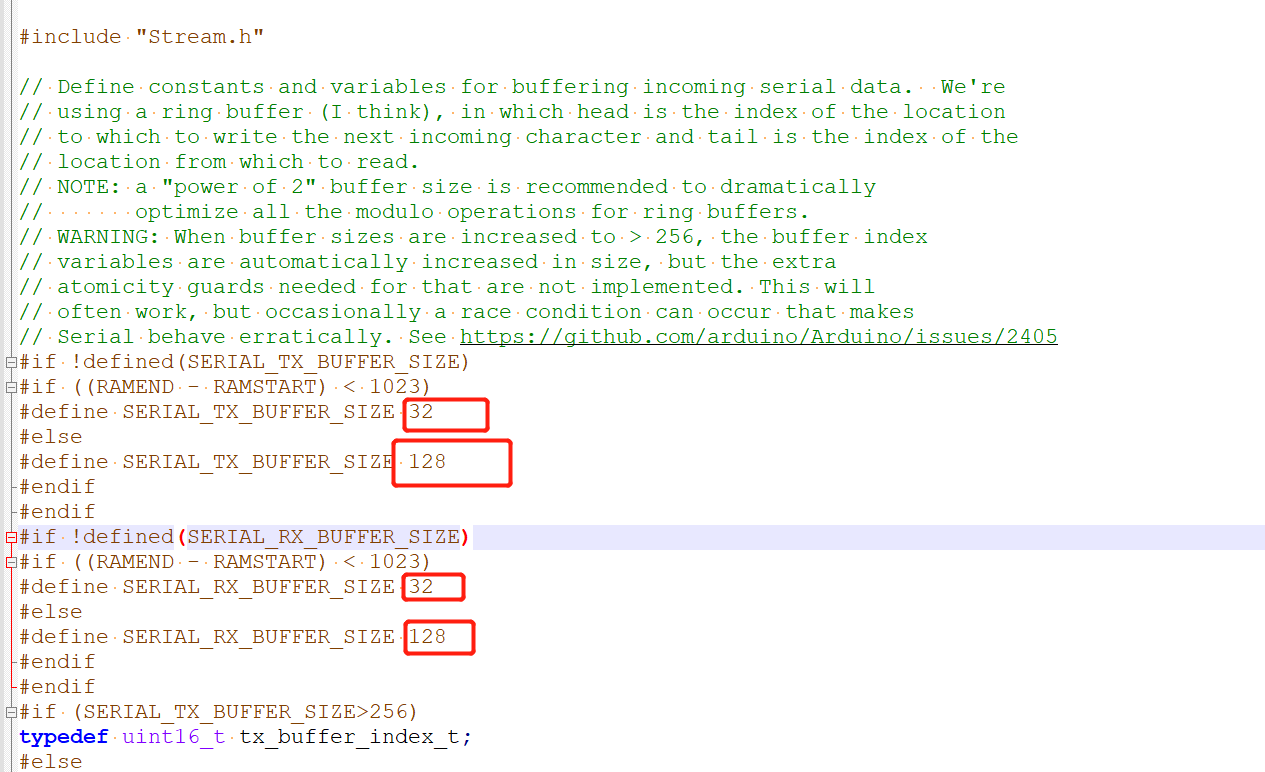 #include "Stream.h"
// Define constants and variables for buffering incoming serial data.  We're
// using a ring buffer (I think), in which head is the index of the location
// to which to write the next incoming character and tail is the index of the
// location from which to read.
// NOTE: a "power of 2" buffer size is recommended to dramatically
//       optimize all the modulo operations for ring buffers.
// WARNING: When buffer sizes are increased to > 256, the buffer index
// variables are automatically increased in size, but the extra
// atomicity guards needed for that are not implemented. This will
// often work, but occasionally a race condition can occur that makes
// Serial behave erratically. See https://github.com/arduino/Arduino/issues/2405
#if !defined(SERIAL_TX_BUFFER_SIZE)
#if ((RAMEND - RAMSTART) < 1023)
#define SERIAL_TX_BUFFER_SIZE 32
#else
#define SERIAL_TX_BUFFER_SIZE 128
#endif
#endif
#if !defined(SERIAL_RX_BUFFER_SIZE)
#if ((RAMEND - RAMSTART) < 1023)
#define SERIAL_RX_BUFFER_SIZE 32
#else
#define SERIAL_RX_BUFFER_SIZE 128
#endif
#endif
#if (SERIAL_TX_BUFFER_SIZE>256)
typedef uint16_t tx_buffer_index_t;
#else